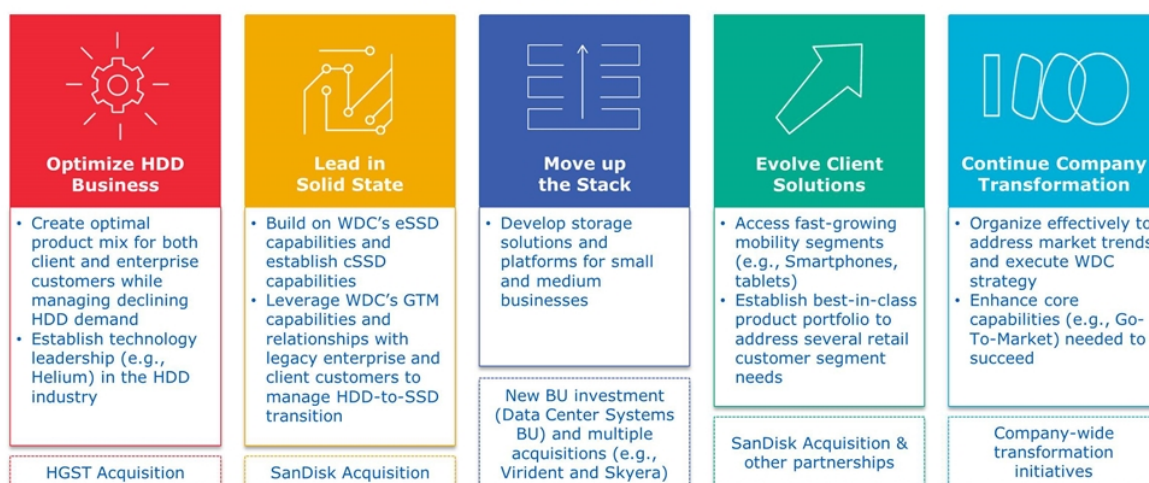 Optimize HDD
Business
• Create optimal
product mix for both
client and enterprise
customers while
managing declining
HDD demand
• Establish technology
leadership (e.g.,
Helium) in the HDD
industry
HGST Acquisition
Lead in
Solid State
• Build on WDC's eSSD
capabilities and
establish cSSD
capabilities
• Leverage WDC's GTM
capabilities and
relationships with
legacy enterprise and
client customers to
manage HDD-to-SSD
transition
SanDisk Acquisition
Move up
the Stack
• Develop storage
solutions and
platforms for small
and medium
businesses
New BU investment
(Data Center Systems
BU) and multiple
acquisitions (e.g.,
Virident and Skyera)
Evolve Client
Solutions
• Access fast-growing
mobility segments
(e.g., Smartphones,
tablets)
• Establish best-in-class
product portfolio to
address several retail
customer segment
needs
SanDisk Acquisition &
other partnerships
Continue Company
Transformation
• Organize effectively to
address market trends
and execute WDC
strategy
• Enhance core
capabilities (e.g., Go-
To-Market) needed to
succeed
Company-wide
transformation
initiatives